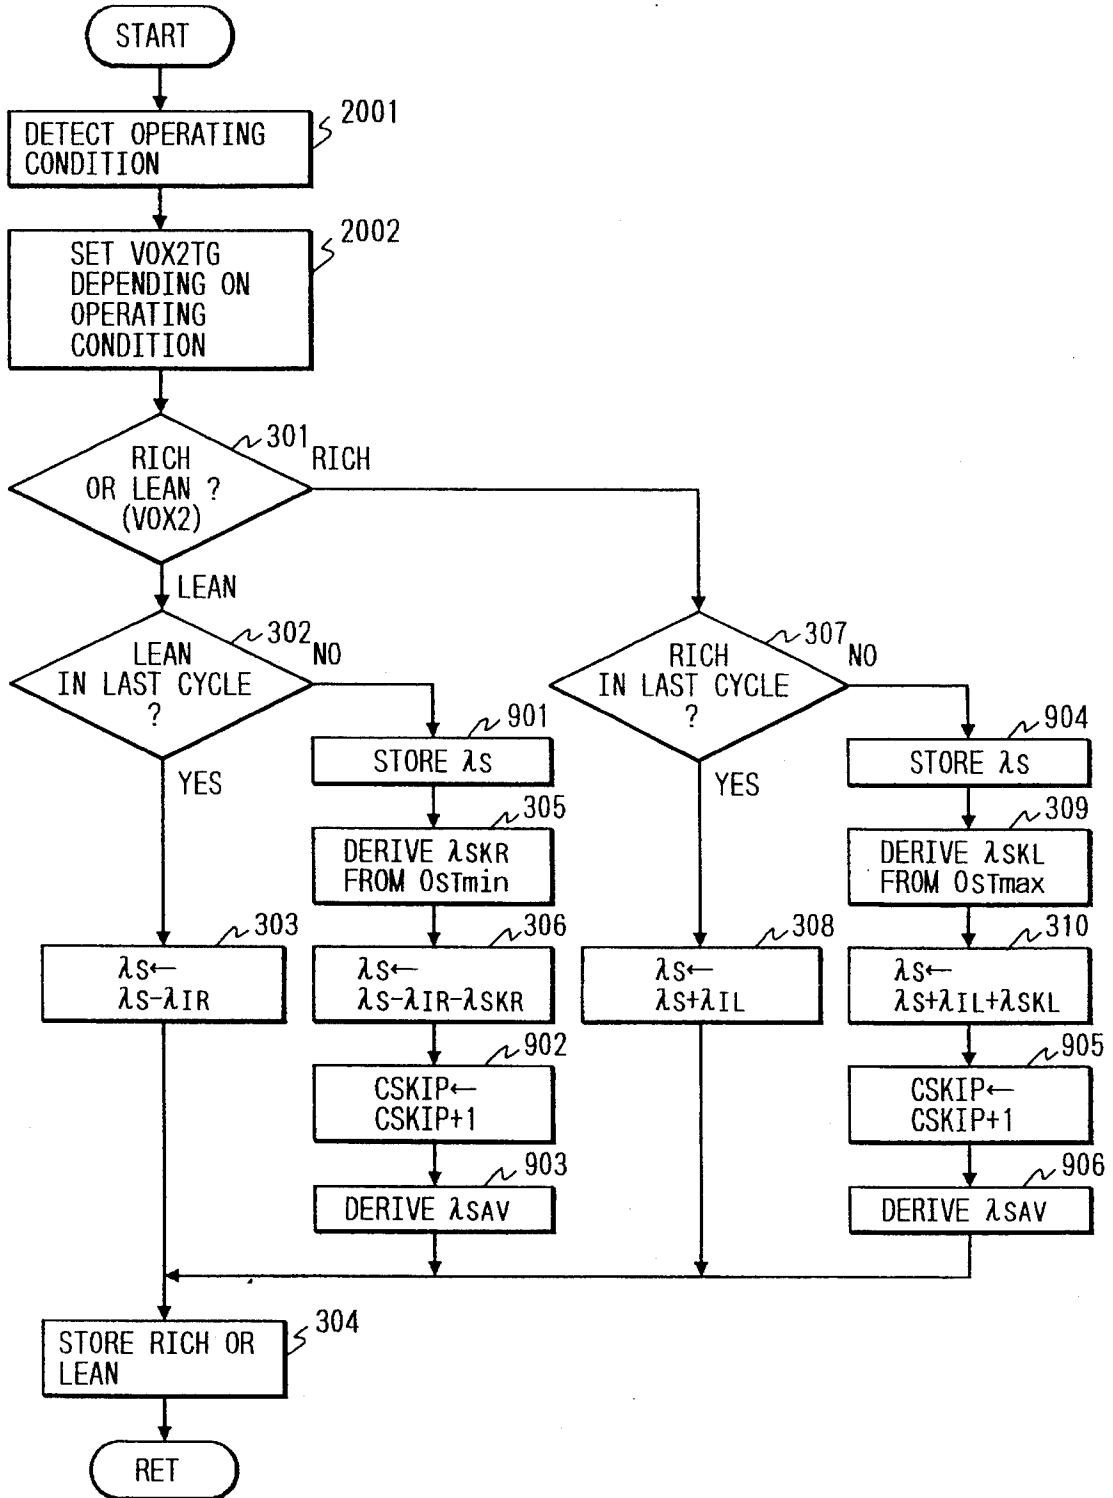 START
2001
DETECT OPERATING
CONDITION
2002
SET VOX2TG
DEPENDING ON
OPERATING
CONDITION
301
RICH
RICH
OR LEAN ?
(VOX2)
LEAN
302
NO
LEAN
IN LAST CYCLE
?
YES
307
NO
RICH
IN LAST CYCLE
?
YES
901
STORE λS
305
DERIVE λSKR
FROM OSTmin
303
λS←
λS-λIR
306
λS←
λS-λIR-λSKR
902
CSKIP←
CSKIP+1
903
DERIVE λSAV
308
λS←
λS+λIL
904
STORE λS
309
DERIVE λSKL
FROM OSTmax
310
λS←
λS+λIL+λSKL
905
CSKIP←
CSKIP+1
906
DERIVE λSAV
304
STORE RICH OR
LEAN
RET